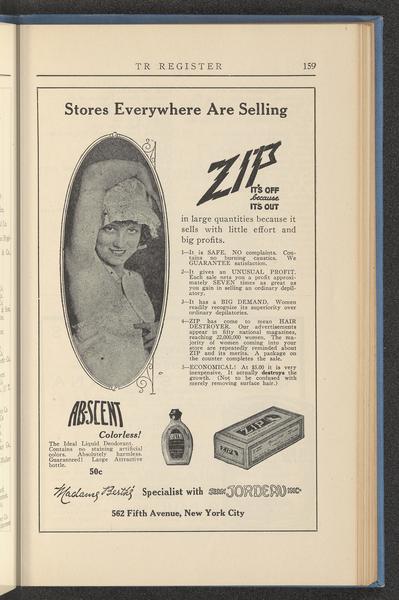 TR REGISTER 159
Stores Everywhere Are Selling
ZIP
IT'S OFF
because
IT'S OUT
in large quantities because it
sells with little effort and
big profits.
1—It is SAFE. NO complaints. Con-
tains no burning caustics. We
GUARANTEE satisfaction.
2—It gives an UNUSUAL PROFIT.
Each sale nets you a profit approxi-
mately SEVEN times as great as
you gain in selling an ordinary depil-
atory.
3—It has a BIG DEMAND. Women
readily recognize its superiority over
ordinary depilatories.
4—ZIP has come to mean HAIR
DESTROYER. Our advertisements
appear in fifty national magazines,
reaching 22,000,000 women. The ma-
jority of women coming into your
store are repeatedly reminded about
ZIP and its merits. A package on
the counter completes the sale.
5—ECONOMICAL! At $5.00 it is very
inexpensive. It actually destroys the
growth. (Not to be confused with
merely removing surface hair.)
AB-SCENT
Colorless!
The Ideal Liquid Deodorant.
Contains no staining artificial
colors. Absolutely harmless.
Guaranteed! Large Attractive
bottle.
50c
ZIP
Madame Berthé Specialist with JORDEAU INC
562 Fifth Avenue, New York City